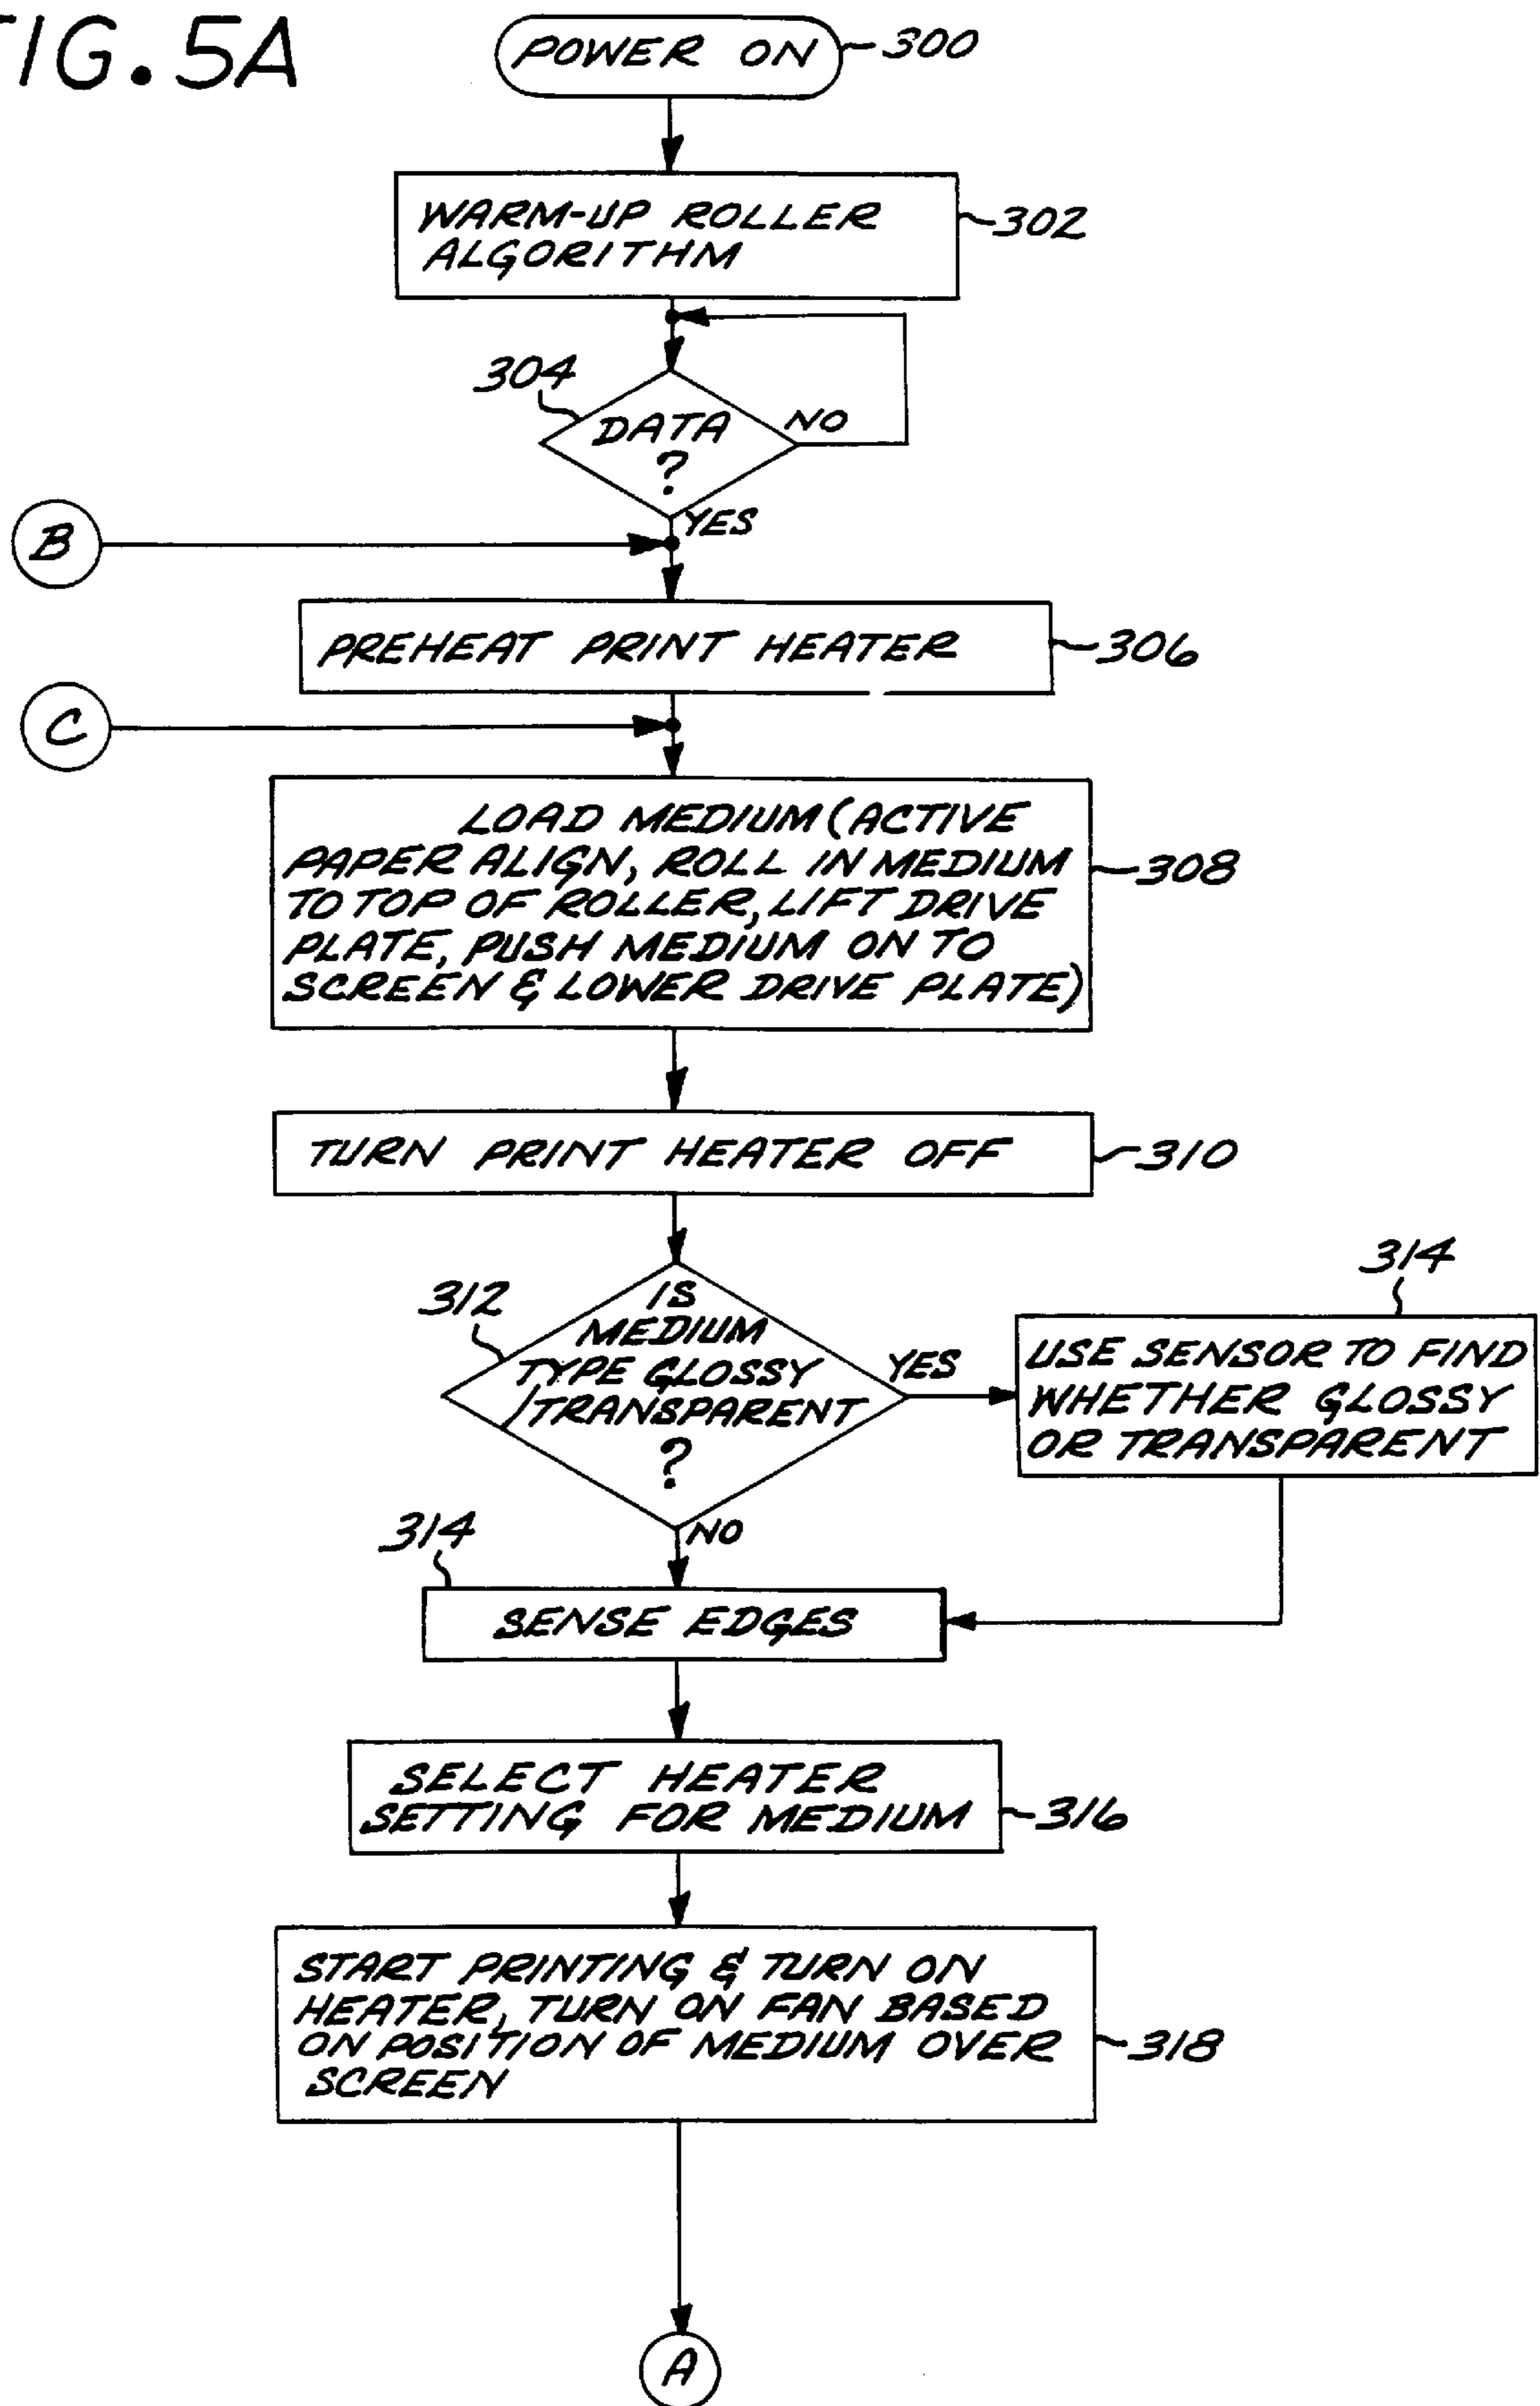 FIG. 5A
POWER ON
300
WARM-UP ROLLER
ALGORITHM
302
304
DATA
?
NO
YES
B
PREHEAT PRINT HEATER
306
C
LOAD MEDIUM (ACTIVE
PAPER ALIGN, ROLL IN MEDIUM
TO TOP OF ROLLER, LIFT DRIVE
PLATE, PUSH MEDIUM ON TO
SCREEN & LOWER DRIVE PLATE)
308
TURN PRINT HEATER OFF
310
312
IS
MEDIUM
TYPE GLOSSY
/TRANSPARENT
?
YES
NO
314
USE SENSOR TO FIND
WHETHER GLOSSY
OR TRANSPARENT
314
SENSE EDGES
SELECT HEATER
SETTING FOR MEDIUM
316
START PRINTING & TURN ON
HEATER, TURN ON FAN BASED
ON POSITION OF MEDIUM OVER
SCREEN
318
A